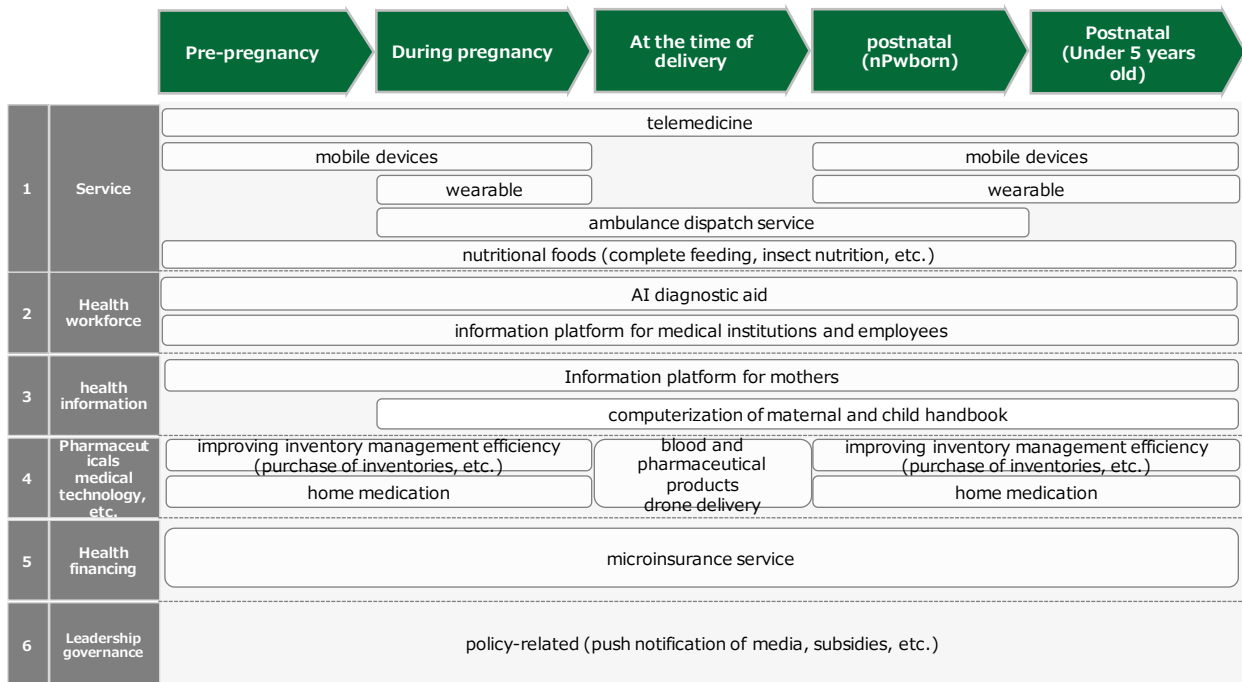 Pre-pregnancy
During pregnancy
At the time of
delivery
postnatal
(nPwborn)
Postnatal
(Under 5 years
old)
1
Service
telemedicine
mobile devices
mobile devices
wearable
wearable
ambulance dispatch service
nutritional foods (complete feeding, insect nutrition, etc.)
2
Health
workforce
AI diagnostic aid
information platform for medical institutions and employees
3
health
information
Information platform for mothers
computerization of maternal and child handbook
4
Pharmaceut
icals
medical
technology,
etc.
improving inventory management efficiency
(purchase of inventories, etc.)
home medication
blood and
pharmaceutical
products
drone delivery
improving inventory management efficiency
(purchase of inventories, etc.)
home medication
5
Health
financing
microinsurance service
6
Leadership
governance
policy-related (push notification of media, subsidies, etc.)